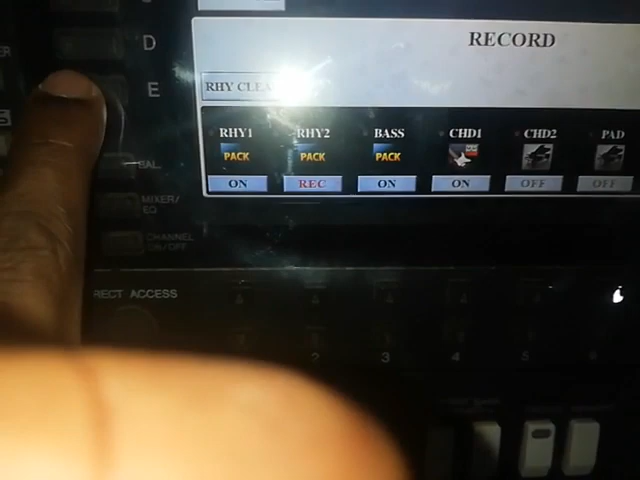 D
RECORD
E
RHY CLEA
RHY1 RHY2 BASS CHD1 CHD2 PAD
PACK PACK PACK
ON REC ON ON OFF OFF
BAL.
MIXER/
EQ
CHANNEL
ON/OFF
RECT ACCESS
2 3 4 5 6